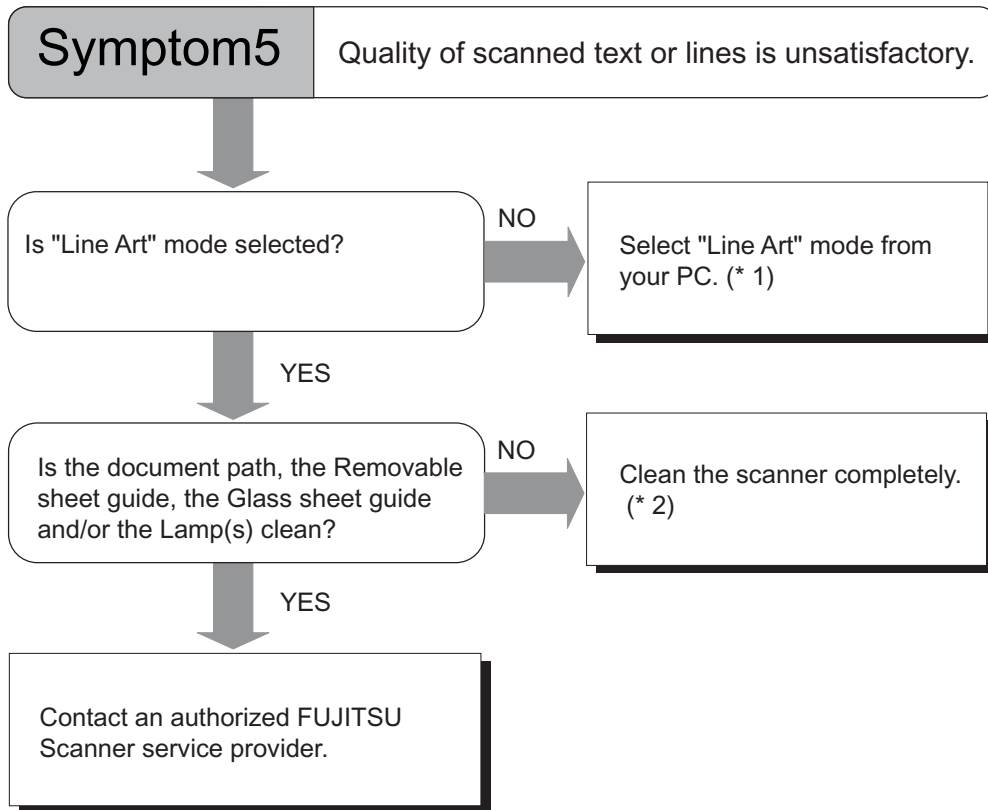 Symptom5
Quality of scanned text or lines is unsatisfactory.
Is "Line Art" mode selected?
NO
Select "Line Art" mode from
your PC. (* 1)
YES
Is the document path, the Removable
sheet guide, the Glass sheet guide
and/or the Lamp(s) clean?
NO
Clean the scanner completely.
(* 2)
YES
Contact an authorized FUJITSU
Scanner service provider.